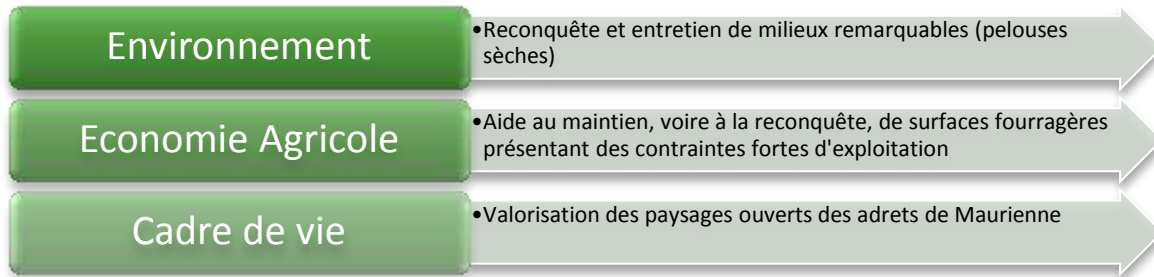 Environnement
•Reconquête et entretien de milieux remarquables (pelouses
sèches)
Economie Agricole
•Aide au maintien, voire à la reconquête, de surfaces fourragères
présentant des contraintes fortes d'exploitation
Cadre de vie
•Valorisation des paysages ouverts des adrets de Maurienne